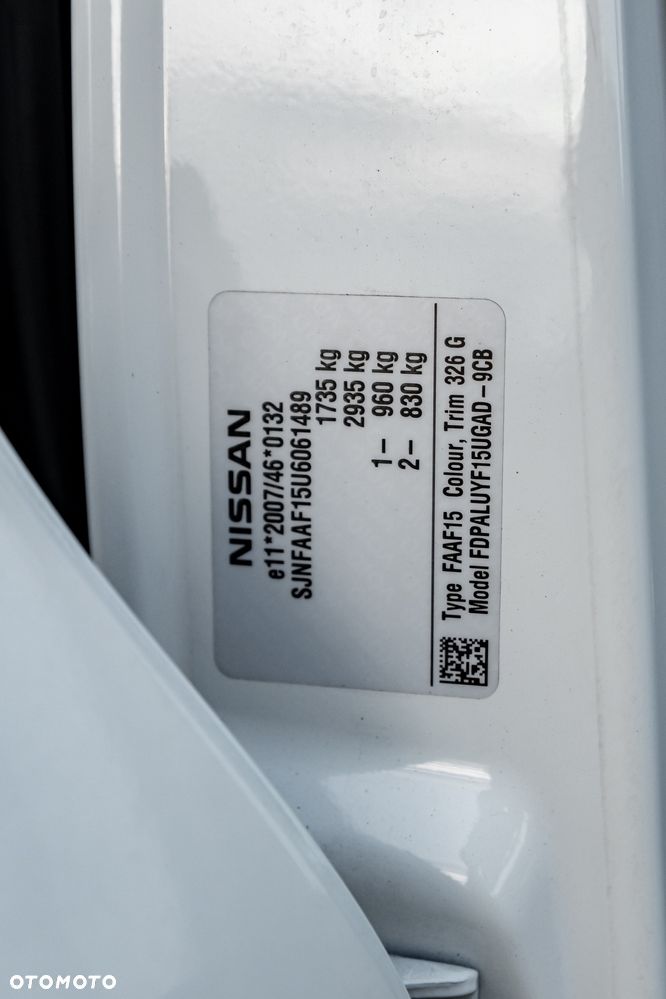 NISSAN
e11*2007/46*0132
SJNFAAF15U6061489
1735 kg
2935 kg
1– 960 kg
2– 830 kg
Type FAAF15 Colour, Trim 326 G
Model FDPALUYF15UGAD – 9CB
OTOMOTO